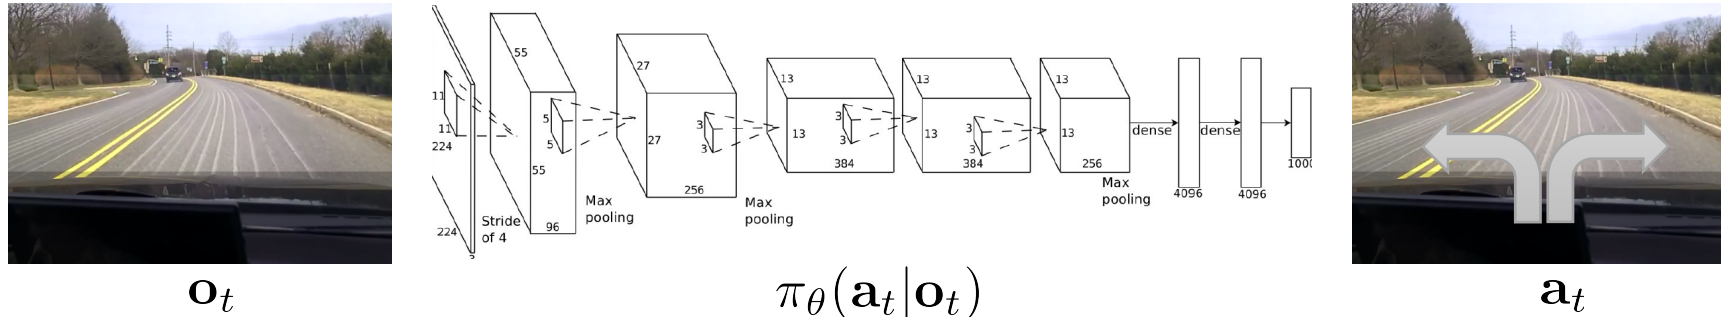 55
27
13
13
13
11
11
5
5
3
3
3
3
3
3
224
55
27
13
13
13
dense
dense
384
384
256
1000
256
Max
pooling
4096
4096
Max
pooling
Max
pooling
Stride
of 4
96
224
3
o_t
π_θ(a_t|o_t)
a_t